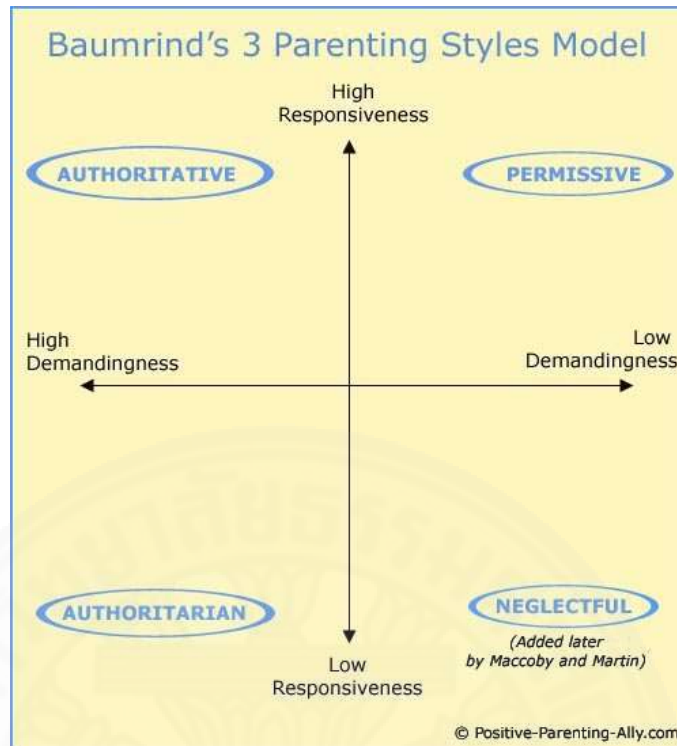 Baumrind's 3 Parenting Styles Model
High
Responsiveness
AUTHORITATIVE
PERMISSIVE
High
Demandingness
Low
Demandingness
AUTHORITARIAN
NEGLECTFUL
(Added later
by Maccoby and Martin)
Low
Responsiveness
© Positive-Parenting-Ally.com